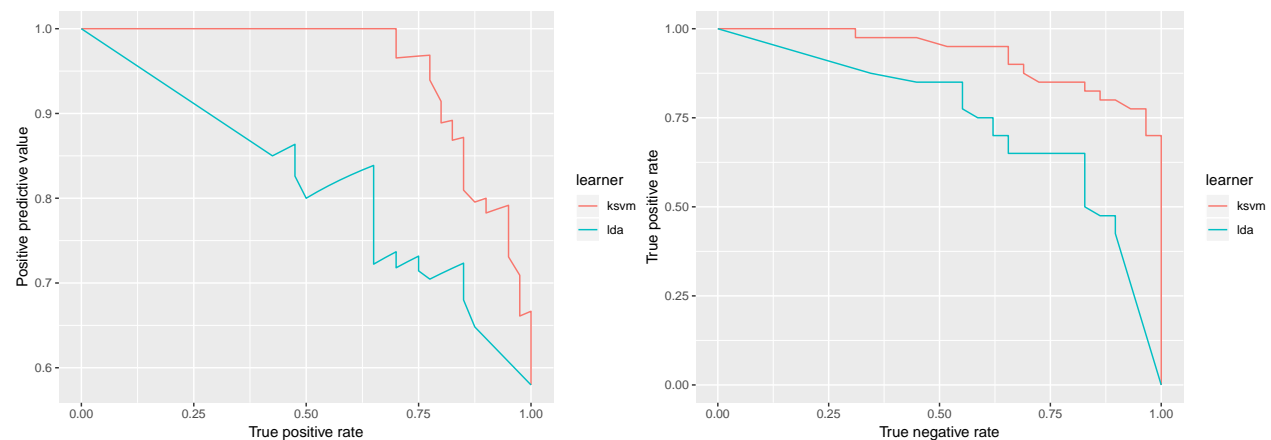 1.0
0.9
0.8
0.7
0.6
Positive predictive value
0.00 0.25 0.50 0.75 1.00
True positive rate
learner
ksvm
lda
1.00
0.75
0.50
0.25
0.00
True positive rate
0.00 0.25 0.50 0.75 1.00
True negative rate
learner
ksvm
lda